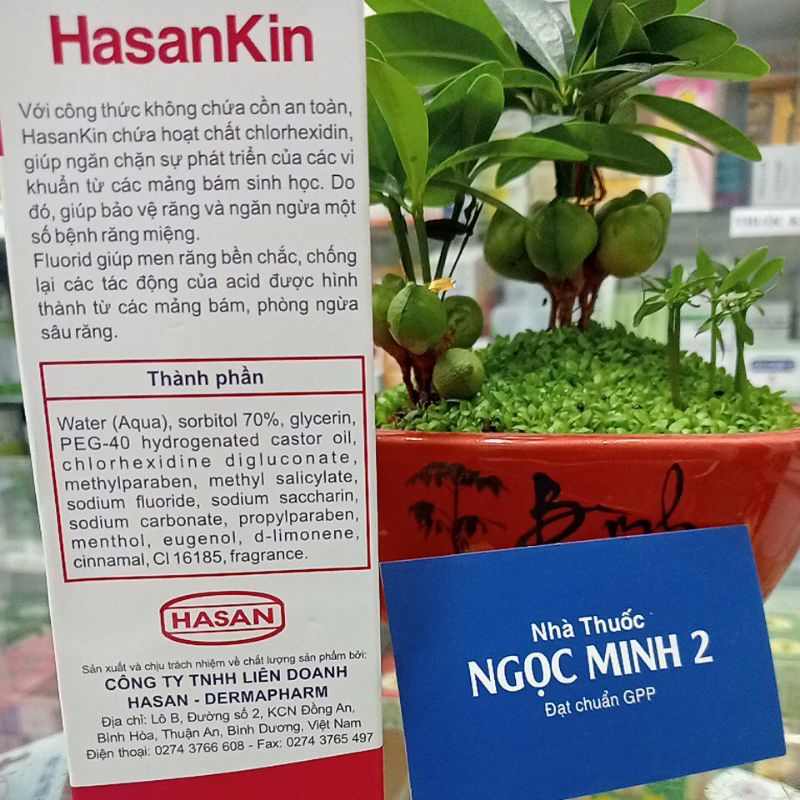 HasanKin
Với công thức không chứa cồn an toàn,
HasanKin chứa hoạt chất chlorhexidin,
giúp ngăn chặn sự phát triển của các vi
khuẩn từ các mảng bám sinh học. Do
đó, giúp bảo vệ răng và ngăn ngừa một
số bệnh răng miệng.
Fluorid giúp men răng bền chắc, chống
lại các tác động của acid được hình
thành từ các mảng bám, phòng ngừa
sâu răng.
Thành phần
Water (Aqua), sorbitol 70%, glycerin,
PEG-40 hydrogenated castor oil,
chlorhexidine digluconate,
methylparaben, methyl salicylate,
sodium fluoride, sodium saccharin,
sodium carbonate, propylparaben,
menthol, eugenol, d-limonene,
cinnamal, CI 16185, fragrance.
HASAN
Sản xuất và chịu trách nhiệm về chất lượng sản phẩm bởi:
CÔNG TY TNHH LIÊN DOANH
HASAN - DERMAPHARM
Địa chỉ: Lô B, Đường số 2, KCN Đồng An,
Bình Hòa, Thuận An, Bình Dương, Việt Nam
Điện thoại: 0274 3766 608 - Fax: 0274 3765 497
Bình
Nhà Thuốc
NGỌC MINH 2
Đạt chuẩn GPP
THUỐC